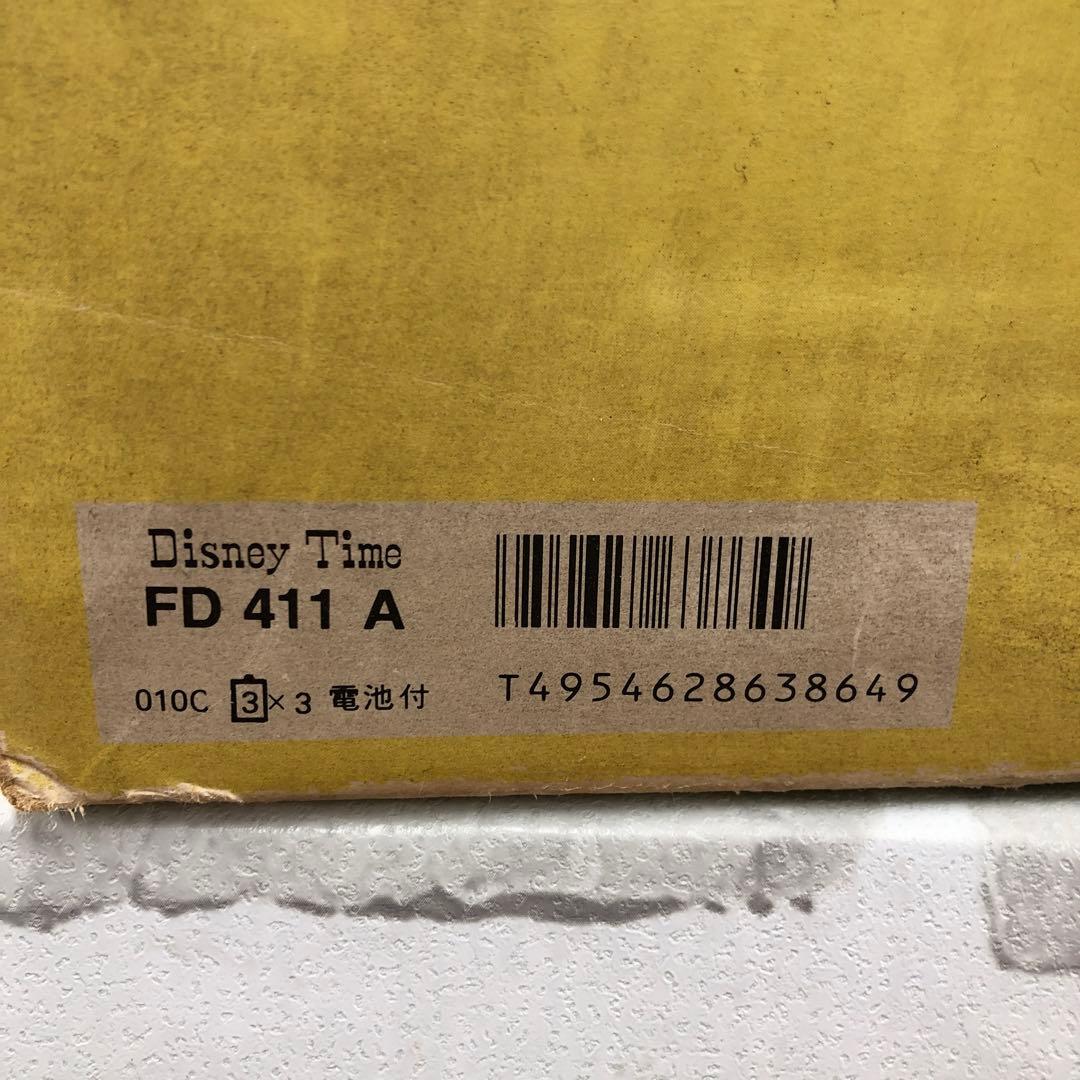 Disney Time
FD 411 A
010C 3×3 電池付
T4954628638649